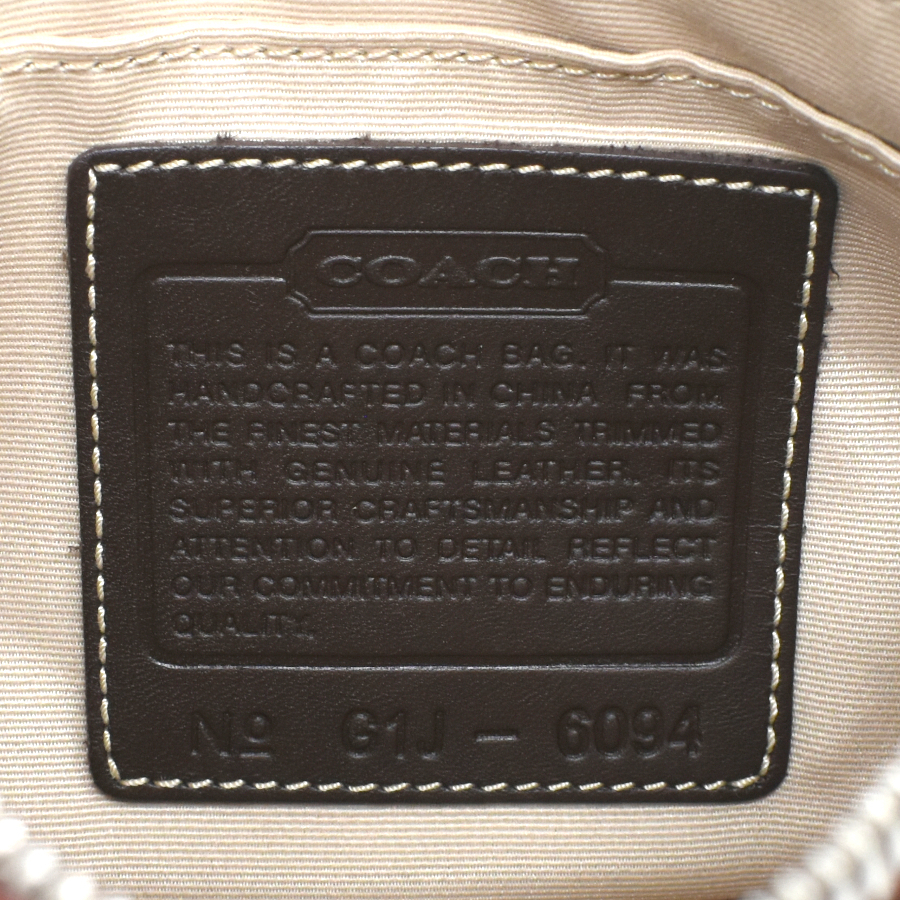 COACH
THIS IS A COACH BAG. IT WAS
HANDCRAFTED IN CHINA FROM
THE FINEST MATERIALS TRIMMED
WITH GENUINE LEATHER. ITS
SUPERIOR CRAFTSMANSHIP AND
ATTENTION TO DETAIL REFLECT
OUR COMMITMENT TO ENDURING
QUALITY.
Nº G1J – 6094